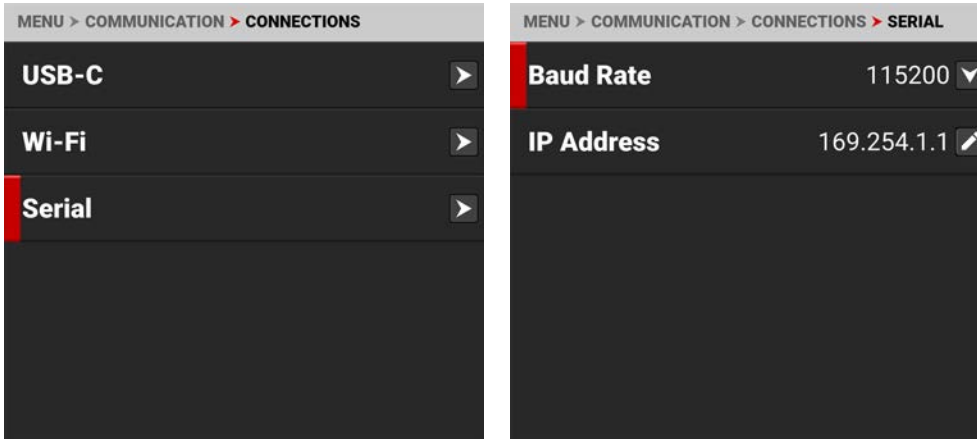 MENU > COMMUNICATION > CONNECTIONS
USB-C
Wi-Fi
Serial
MENU > COMMUNICATION > CONNECTIONS > SERIAL
Baud Rate 115200
IP Address 169.254.1.1